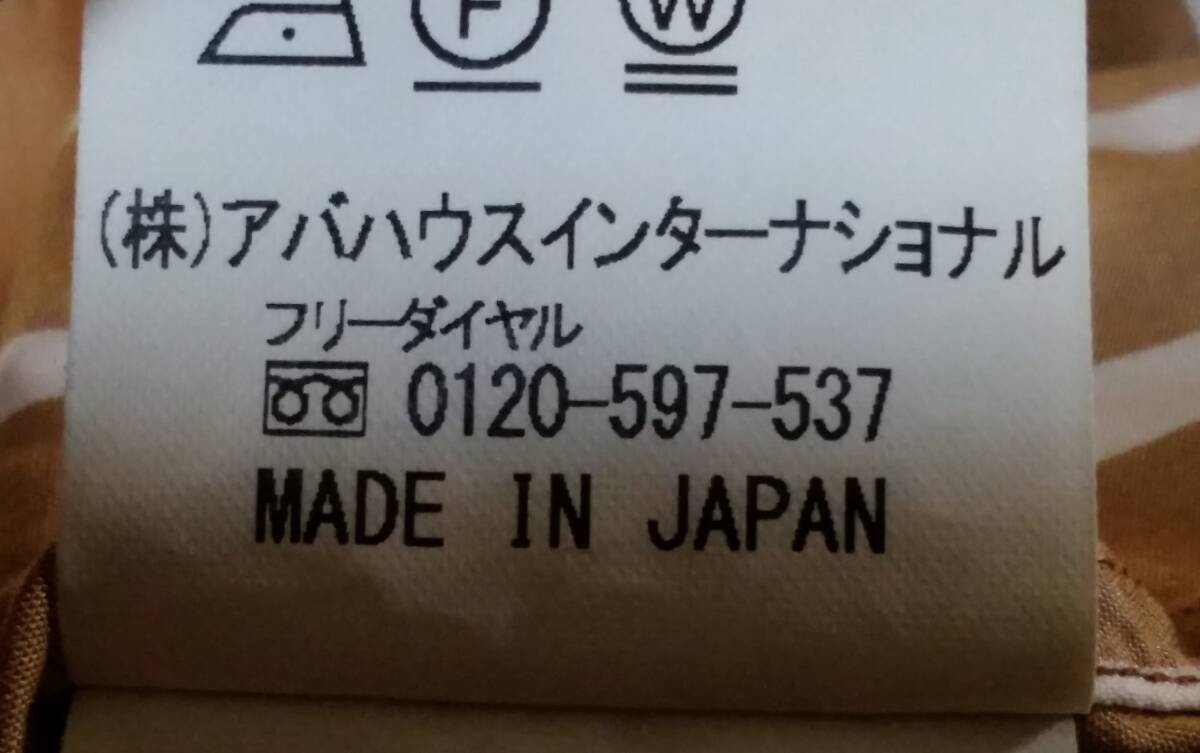 F W
(株)アバハウスインターナショナル
フリーダイヤル
0120-597-537
MADE IN JAPAN